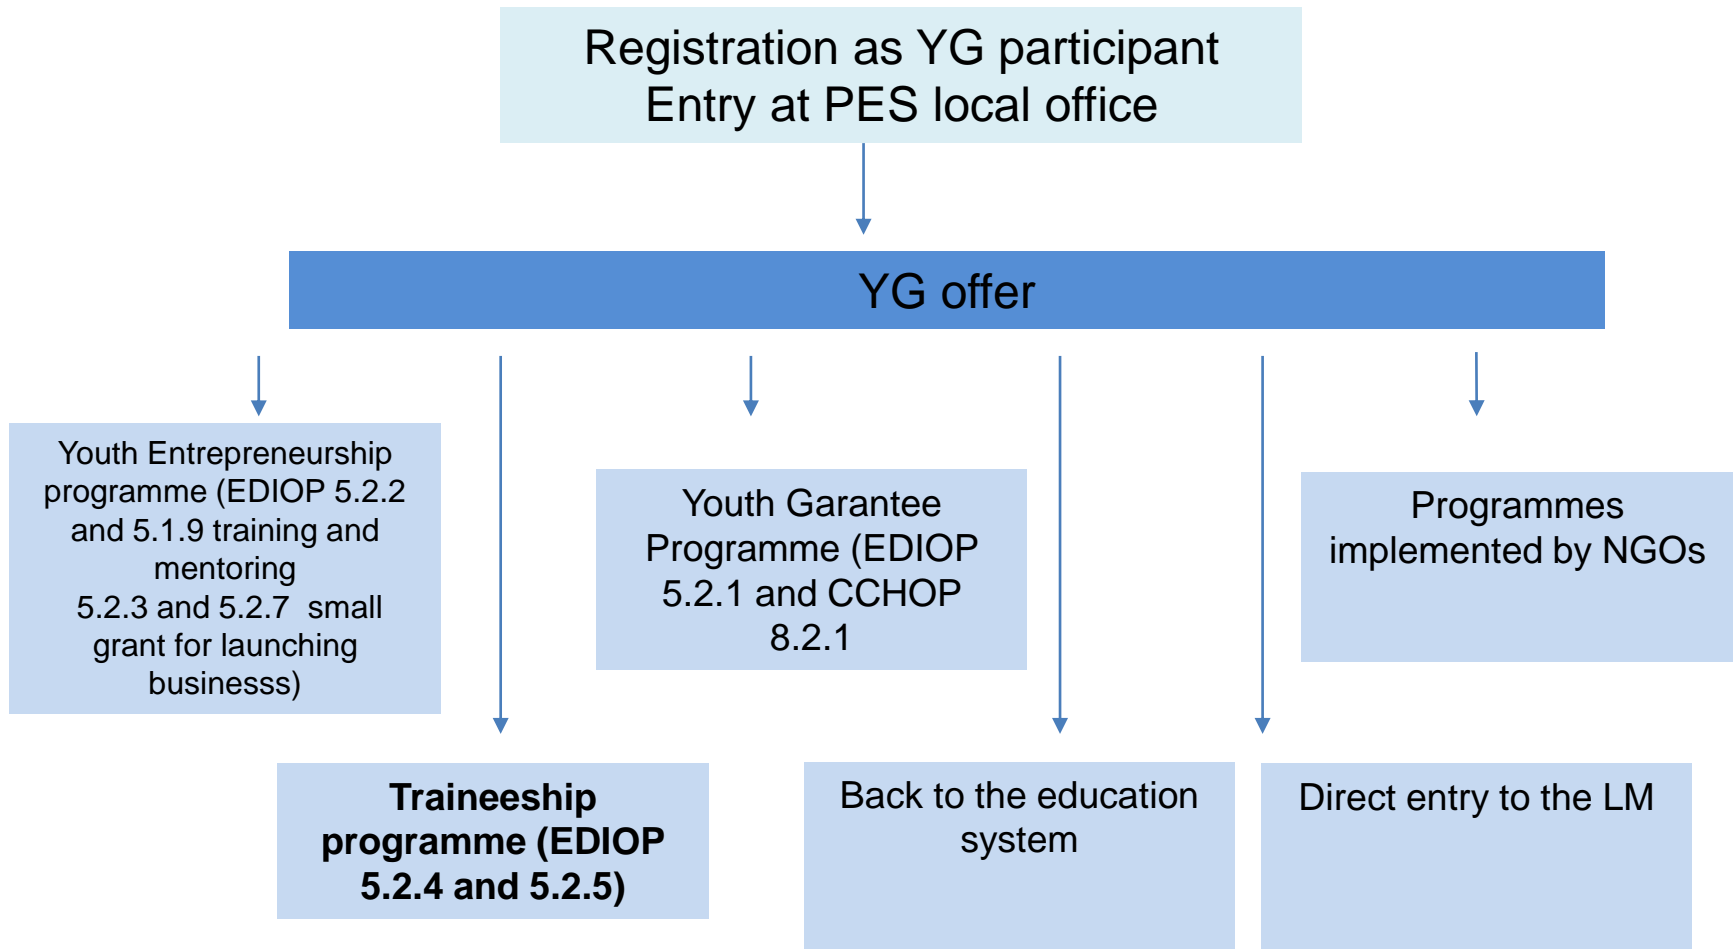 Registration as YG participant
Entry at PES local office
YG offer
Youth Entrepreneurship
programme (EDIOP 5.2.2
and 5.1.9 training and
mentoring
5.2.3 and 5.2.7  small
grant for launching
businesss)
Youth Garantee
Programme (EDIOP
5.2.1 and CCHOP
8.2.1
Programmes
implemented by NGOs
Traineeship
programme (EDIOP
5.2.4 and 5.2.5)
Back to the education
system
Direct entry to the LM